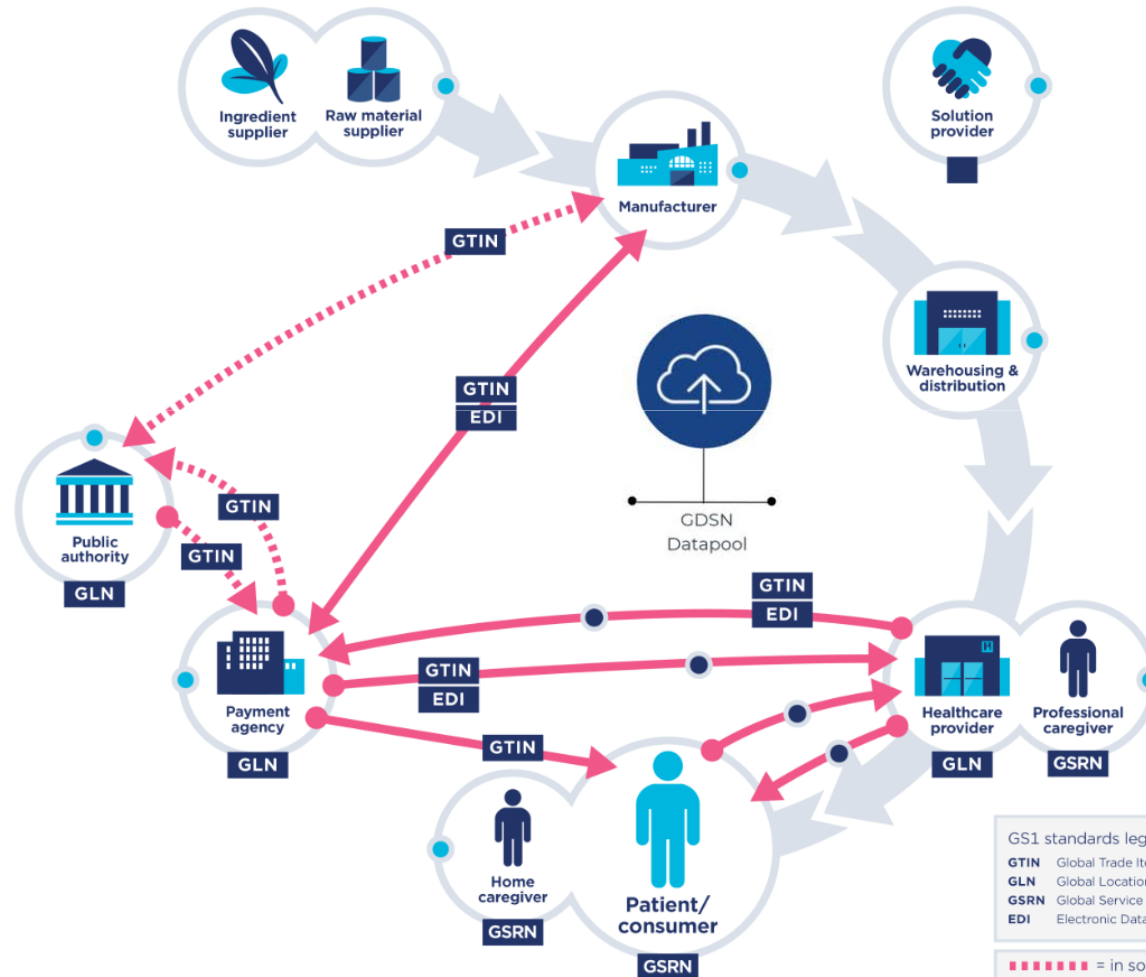 Ingredient
supplier
Raw material
supplier
Solution
provider
Manufacturer
GTIN
Warehousing &
distribution
GTIN
EDI
GDSN
Datapool
Public
authority
GLN
GTIN
GTIN
GTIN
EDI
GTIN
EDI
Payment
agency
GLN
GTIN
Healthcare
provider
GLN
Professional
caregiver
GSRN
Home
caregiver
GSRN
Patient/
consumer
GSRN
GS1 standards leg
GTIN Global Trade Ite
GLN Global Location
GSRN Global Service
EDI Electronic Data
= in so